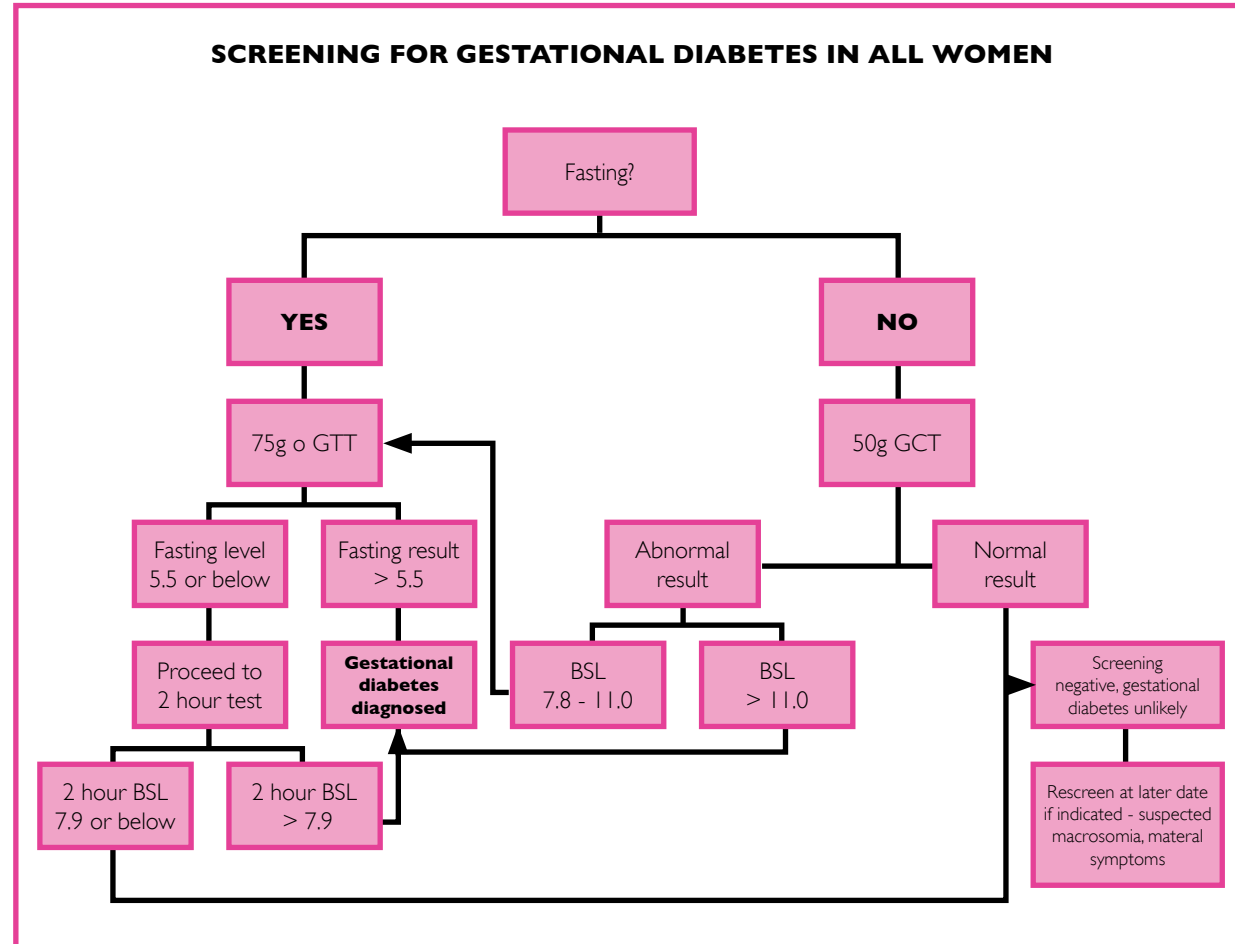 SCREENING FOR GESTATIONAL DIABETES IN ALL WOMEN
Fasting?
YES
NO
75g o GTT
50g GCT
Fasting level
5.5 or below
Fasting result
> 5.5
Abnormal
result
Normal
result
Proceed to
2 hour test
Gestational
diabetes
diagnosed
BSL
7.8 - 11.0
BSL
> 11.0
Screening
negative, gestational
diabetes unlikely
2 hour BSL
7.9 or below
2 hour BSL
> 7.9
Rescreen at later date
if indicated - suspected
macrosomia, materal
symptoms